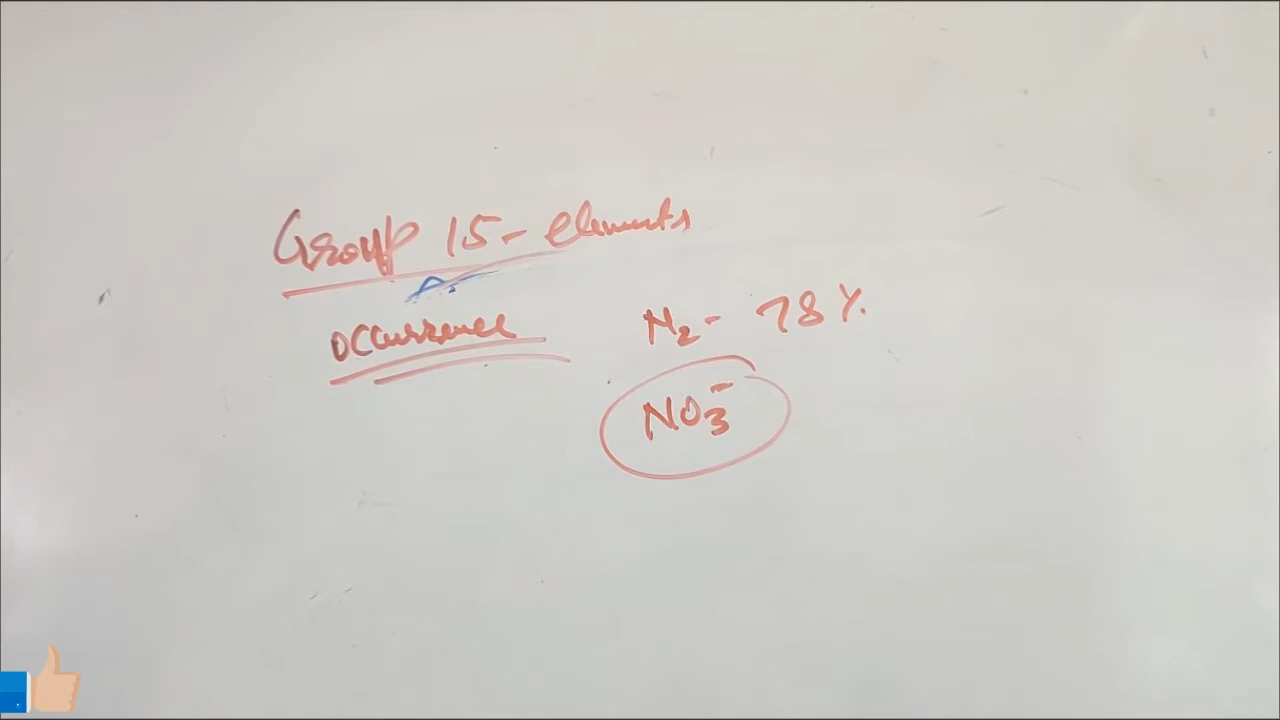 Group 15 - elements
Occurrence
N₂ - 78%
NO₃⁻